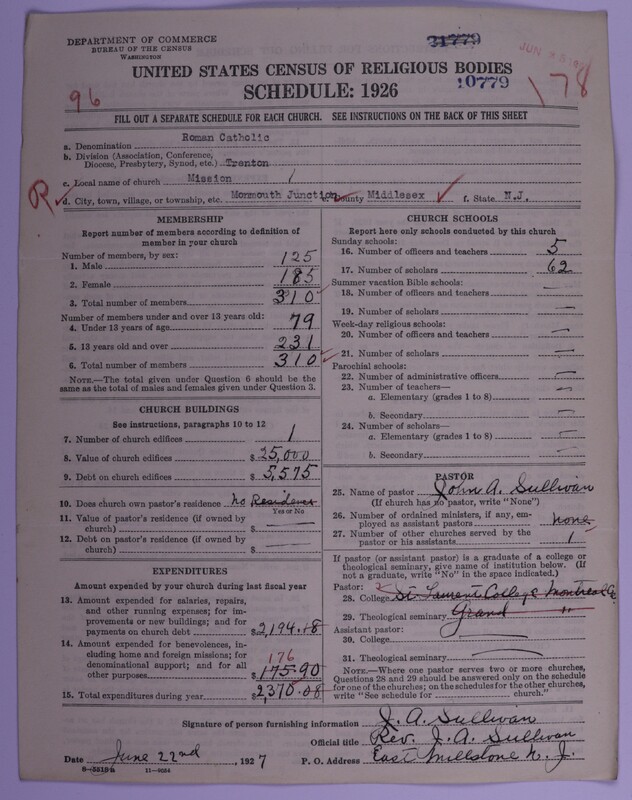 DEPARTMENT OF COMMERCE
BUREAU OF THE CENSUS
WASHINGTON
31779
10779
JUN
178
96
UNITED STATES CENSUS OF RELIGIOUS BODIES
SCHEDULE: 1926
FILL OUT A SEPARATE SCHEDULE FOR EACH CHURCH. SEE INSTRUCTIONS ON THE BACK OF THIS SHEET
a. Denomination Roman Catholic
b. Division (Association, Conference,
Diocese, Presbytery, Synod, etc.) Trenton
c. Local name of church Mission
R
d. City, town, village, or township, etc. Monmouth Junction e. County Middlesex f. State N.J.
MEMBERSHIP
Report number of members according to definition of
member in your church
Number of members, by sex:
1. Male 125
2. Female 185
3. Total number of members 310
Number of members under and over 13 years old:
4. Under 13 years of age 79
5. 13 years old and over 231
6. Total number of members 310
NOTE.—The total given under Question 6 should be
same as the total of males and females given under Question 3.
CHURCH BUILDINGS
See instructions, paragraphs 10 to 12
7. Number of church edifices 1
8. Value of church edifices $ 25,000
9. Debt on church edifices $ 5,575
10. Does church own pastor's residence? No Residence
Yes or No
11. Value of pastor's residence (if owned by
church) $ —
12. Debt on pastor's residence (if owned by
church) $ —
EXPENDITURES
Amount expended by your church during last fiscal year
13. Amount expended for salaries, repairs,
and other running expenses; for im-
provements or new buildings; and for
payments on church debt $ 2,194.18
14. Amount expended for benevolences, in-
cluding home and foreign missions; for
denominational support; and for all
other purposes $ 175.90
176
15. Total expenditures during year $ 2,370.08
CHURCH SCHOOLS
Report here only schools conducted by this church
Sunday schools:
16. Number of officers and teachers 5
17. Number of scholars 62
Summer vacation Bible schools:
18. Number of officers and teachers —
19. Number of scholars —
Week-day religious schools:
20. Number of officers and teachers —
21. Number of scholars —
Parochial schools:
22. Number of administrative officers —
23. Number of teachers—
a. Elementary (grades 1 to 8) —
b. Secondary —
24. Number of scholars—
a. Elementary (grades 1 to 8) —
b. Secondary —
PASTOR
25. Name of pastor John A. Sullivan
(If church has no pastor, write "None")
26. Number of ordained ministers, if any, em-
ployed as assistant pastors none
27. Number of other churches served by the
pastor or his assistants 1
If pastor (or assistant pastor) is a graduate of a college or
theological seminary, give name of institution below. (If
not a graduate, write "No" in the space indicated.)
Pastor:
28. College St Laurent College Montreal
29. Theological seminary Grand "
Assistant pastor:
30. College —
31. Theological seminary —
NOTE.—Where one pastor serves two or more churches,
Questions 28 and 29 should be answered only on the schedule
for one of the churches; on the schedules for the other churches,
write "See schedule for church."
Signature of person furnishing information J. A. Sullivan
Official title Rev. J. A. Sullivan
Date June 22nd, 1927 P. O. Address East Millstone N. J.
11—9054